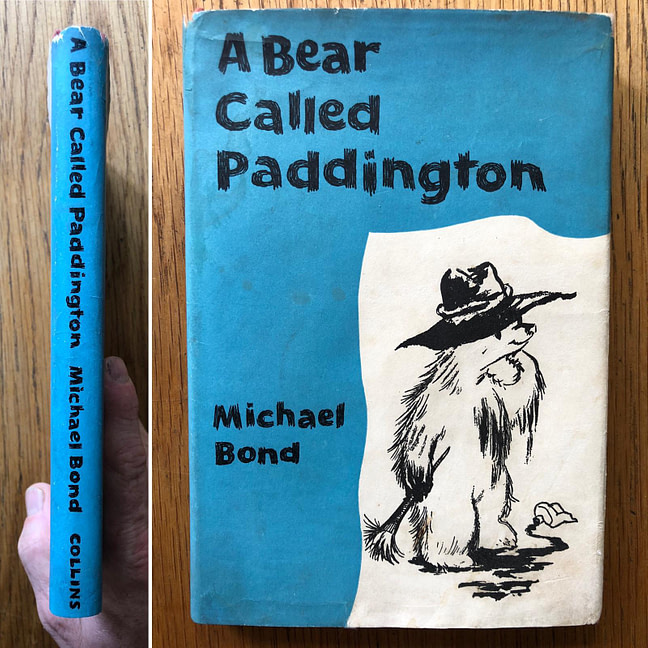 A Bear Called Paddington Michael Bond COLLINS
A Bear
Called
Paddington
Michael
Bond